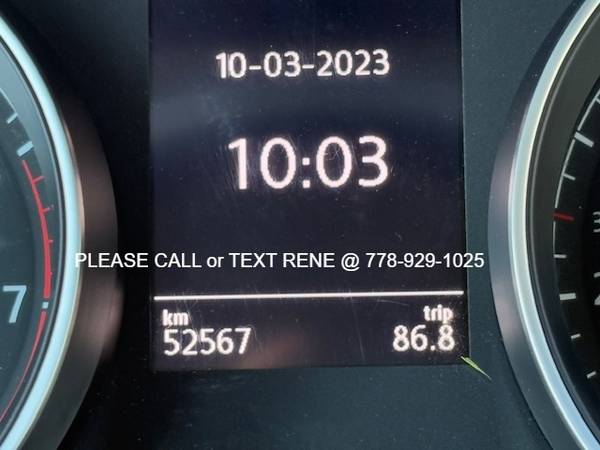 10-03-2023
10:03
PLEASE CALL or TEXT RENE @ 778-929-1025
7
km trip
52567 86.8